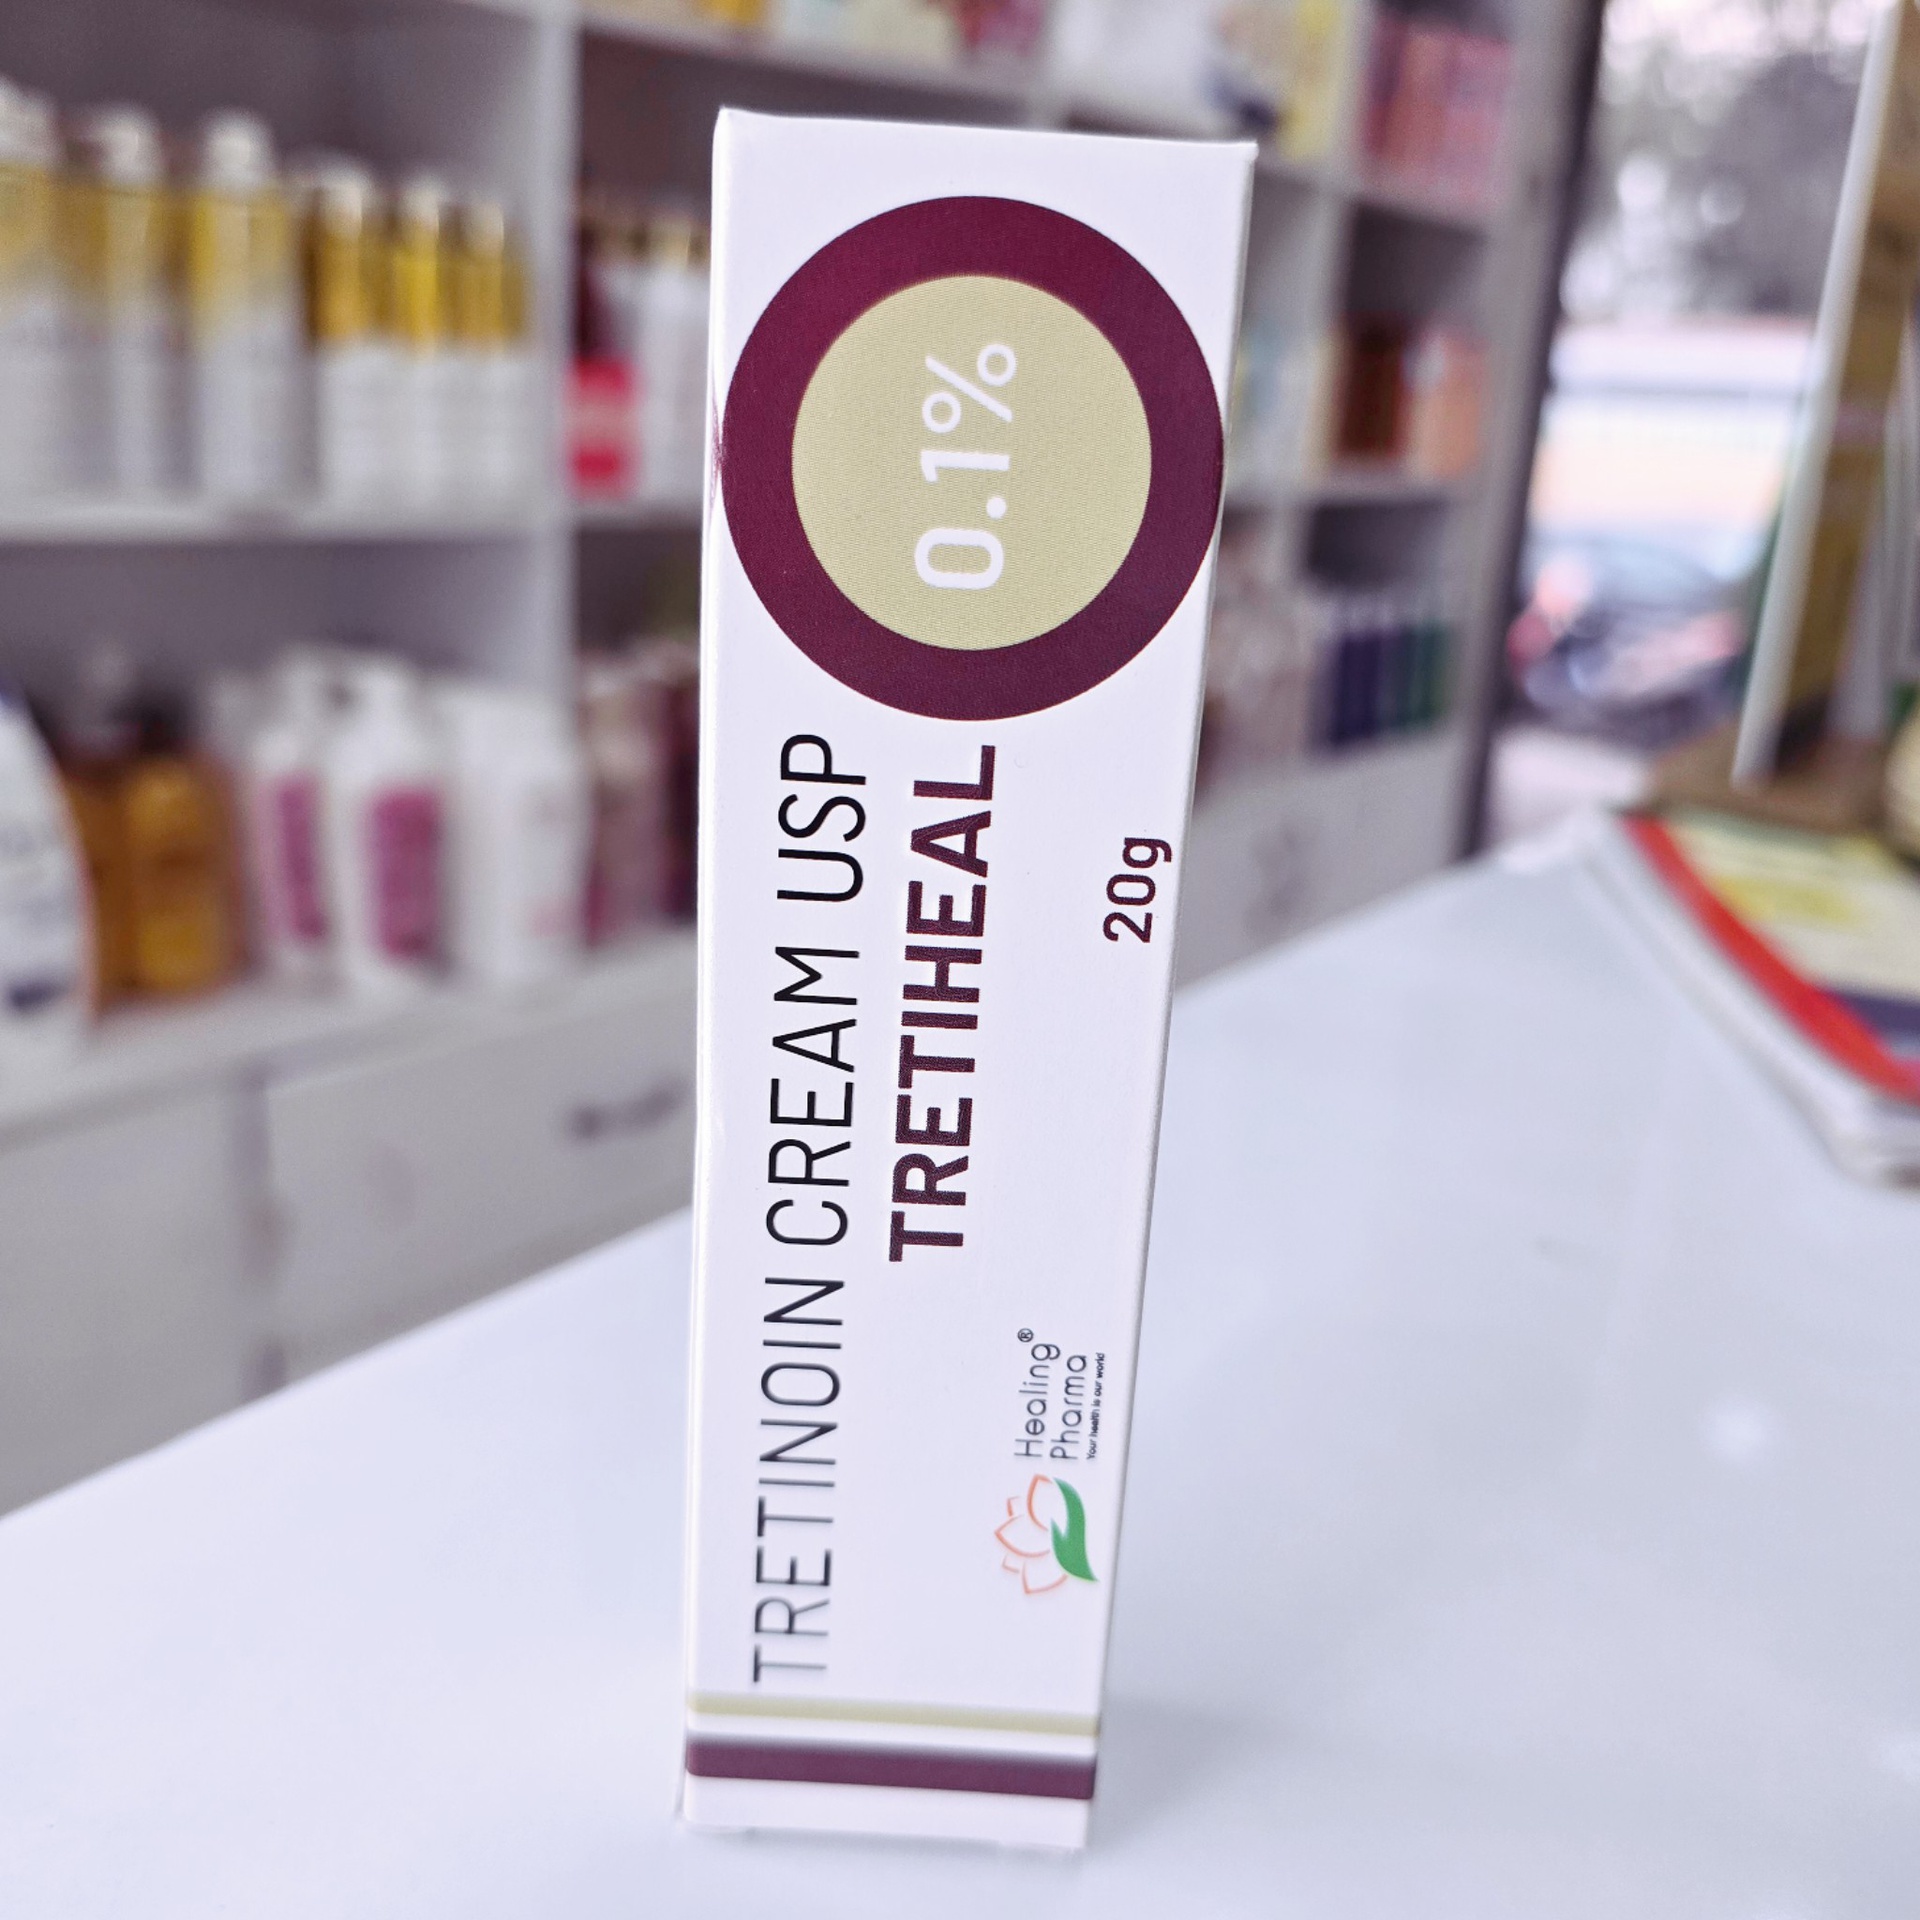 0.1%
TRETINOIN CREAM USP
TRETIHEAL
20g
Healing®
Pharma
Your health is our world